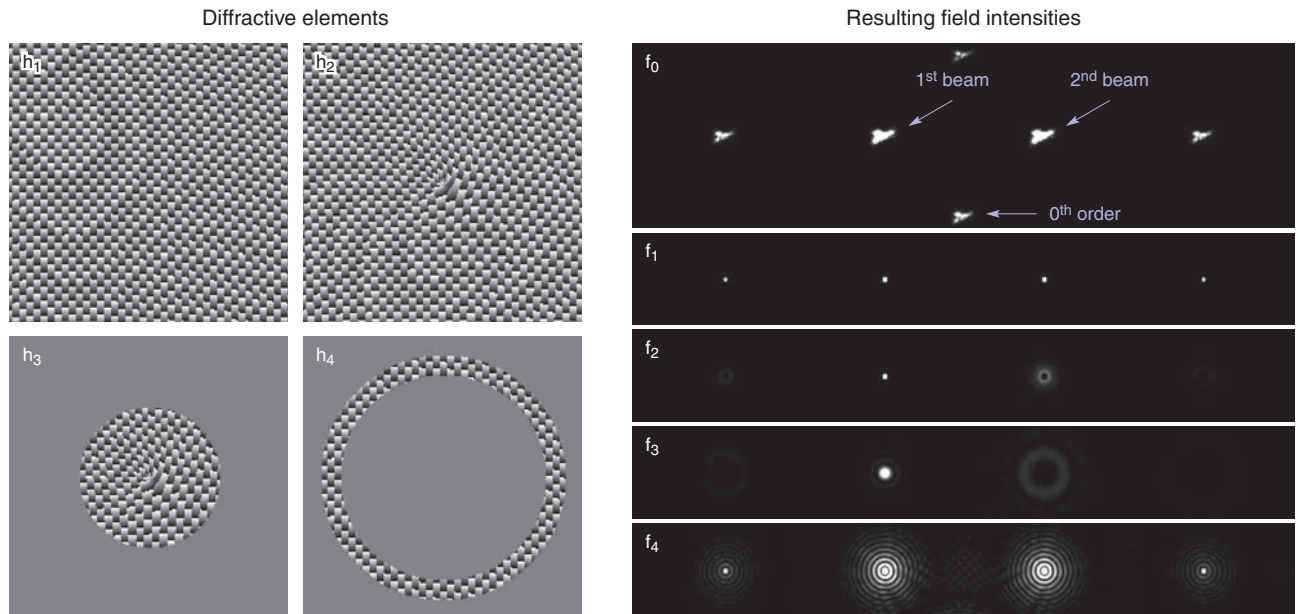 Diffractive elements
h₁
h₂
h₃
h₄
Resulting field intensities
f₀
1ˢᵗ beam
2ⁿᵈ beam
0ᵗʰ order
f₁
f₂
f₃
f₄